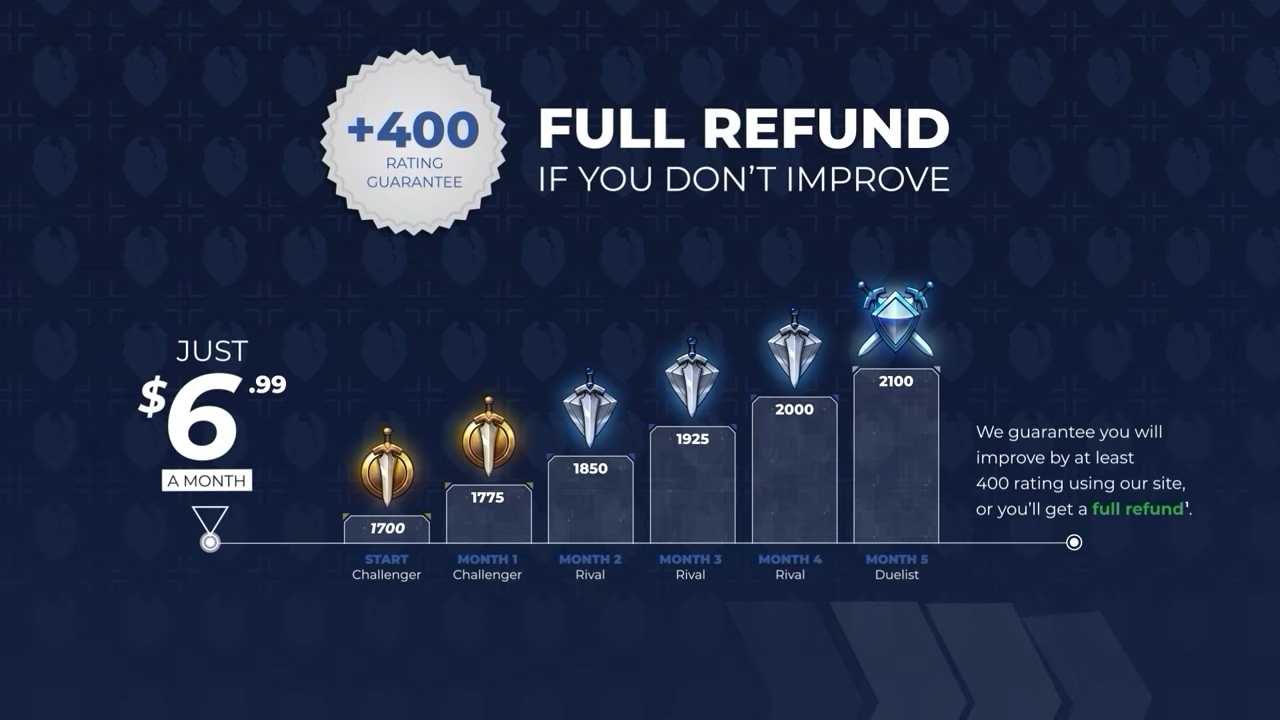 +400
RATING
GUARANTEE
FULL REFUND
IF YOU DON'T IMPROVE
JUST
$6.99
A MONTH
1700
1775
1850
1925
2000
2100
START
Challenger
MONTH 1
Challenger
MONTH 2
Rival
MONTH 3
Rival
MONTH 4
Rival
MONTH 5
Duelist
We guarantee you will
improve by at least
400 rating using our site,
or you'll get a full refund¹.